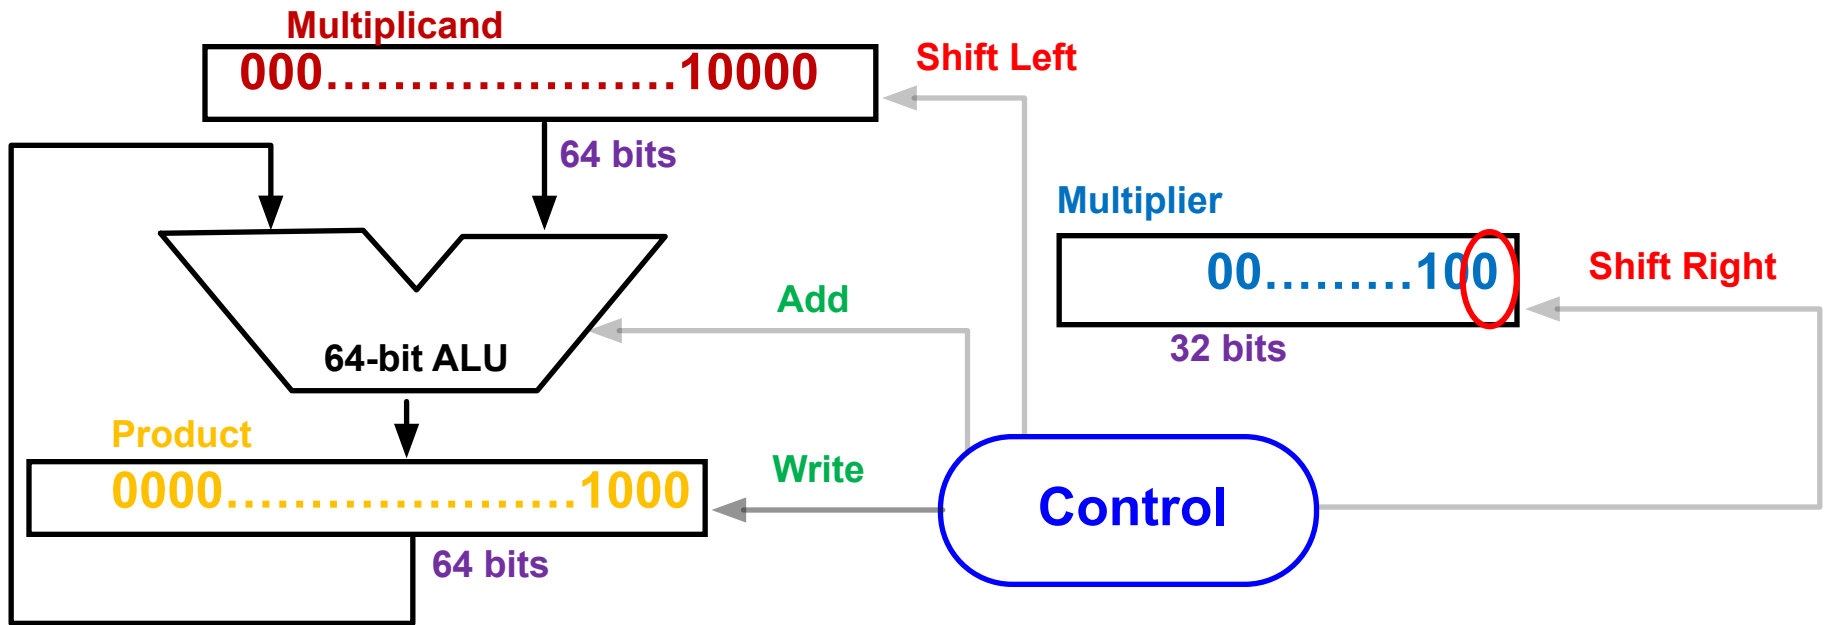 Multiplicand
000.....................10000
Shift Left
64 bits
Multiplier
00.........100
Shift Right
Add
32 bits
64-bit ALU
Product
0000.....................1000
Write
Control
64 bits